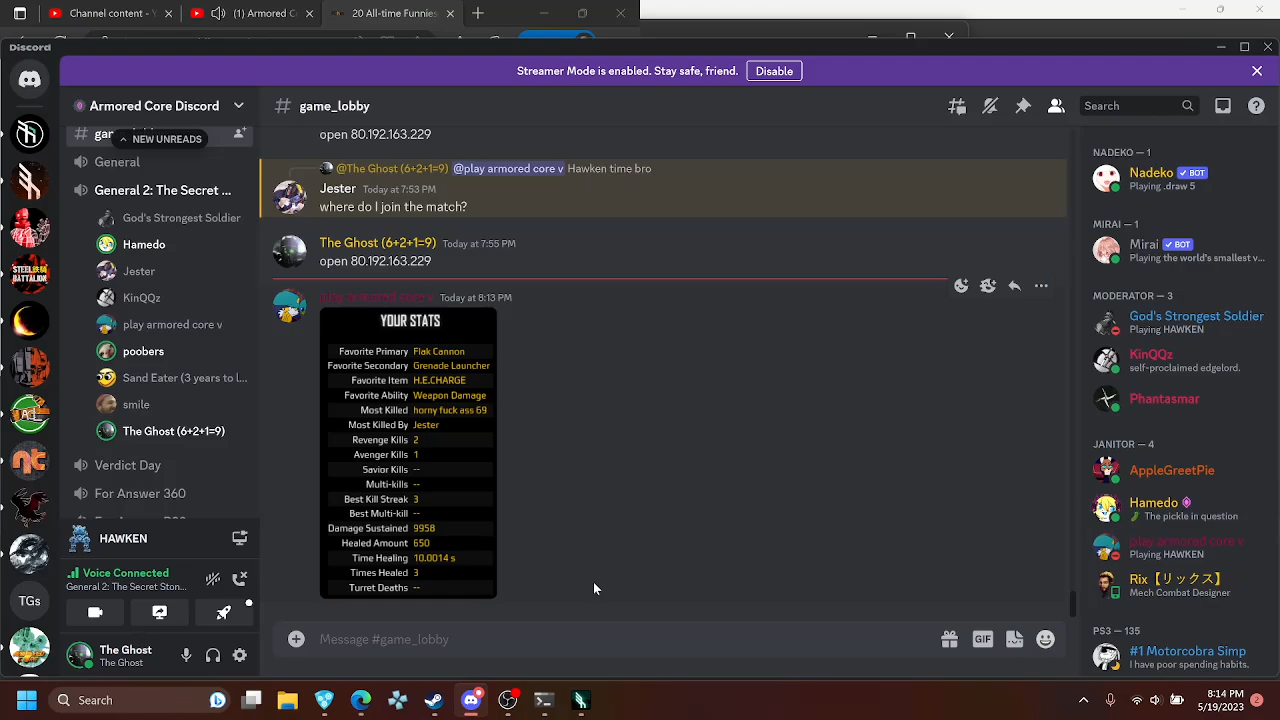 Channel content - Y
(1) Armored C
20 All-time Funnies
Discord
Streamer Mode is enabled. Stay safe, friend.
Disable
Armored Core Discord
# game_lobby
Search
NEW UNREADS
General
General 2: The Secret ...
God's Strongest Soldier
Hamedo
Jester
KinQQz
play armored core v
poobers
Sand Eater (3 years to l...
smile
The Ghost (6+2+1=9)
Verdict Day
For Answer 360
HAWKEN
Voice Connected
General 2: The Secret Ston...
The Ghost
The Ghost
TGs
open 80.192.163.229
@The Ghost (6+2+1=9) @play armored core v Hawken time bro
Jester Today at 7:53 PM
where do I join the match?
The Ghost (6+2+1=9) Today at 7:55 PM
open 80.192.163.229
play armored core v Today at 8:13 PM
YOUR STATS
Favorite Primary Flak Cannon
Favorite Secondary Grenade Launcher
Favorite Item H.E.CHARGE
Favorite Ability Weapon Damage
Most Killed horny fuck ass 69
Most Killed By Jester
Revenge Kills 2
Avenger Kills 1
Savior Kills --
Multi-kills --
Best Kill Streak 3
Best Multi-kill --
Damage Sustained 9958
Healed Amount 650
Time Healing 10.0014 s
Times Healed 3
Turret Deaths --
Message #game_lobby
GIF
NADEKO — 1
Nadeko BOT
Playing .draw 5
MIRAI — 1
Mirai BOT
Playing the world's smallest v...
MODERATOR — 3
God's Strongest Soldier
Playing HAWKEN
KinQQz
self-proclaimed edgelord.
Phantasmar
JANITOR — 4
AppleGreetPie
Hamedo
The pickle in question
play armored core v
Playing HAWKEN
Rix【リックス】
Mech Combat Designer
PS3 — 135
#1 Motorcobra Simp
I have poor spending habits.
Search
8:14 PM
5/19/2023
2